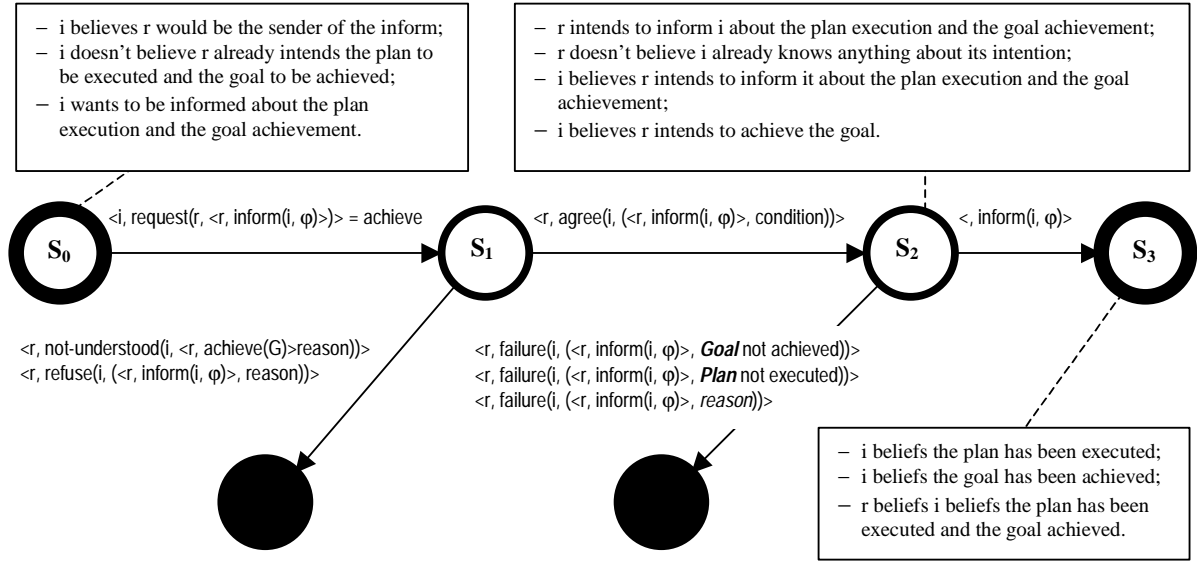 – i believes r would be the sender of the inform;
– i doesn't believe r already intends the plan to
be executed and the goal to be achieved;
– i wants to be informed about the plan
execution and the goal achievement.
– r intends to inform i about the plan execution and the goal achievement;
– r doesn't believe i already knows anything about its intention;
– i believes r intends to inform it about the plan execution and the goal
achievement;
– i believes r intends to achieve the goal.
<i, request(r, <r, inform(i, φ)>)> = achieve
<r, agree(i, (<r, inform(i, φ)>, condition))>
<, inform(i, φ)>
S0
S1
S2
S3
<r, not-understood(i, <r, achieve(G)>reason))>
<r, refuse(i, (<r, inform(i, φ)>, reason))>
<r, failure(i, (<r, inform(i, φ)>, Goal not achieved))>
<r, failure(i, (<r, inform(i, φ)>, Plan not executed))>
<r, failure(i, (<r, inform(i, φ)>, reason))>
– i beliefs the plan has been executed;
– i beliefs the goal has been achieved;
– r beliefs i beliefs the plan has been
executed and the goal achieved.